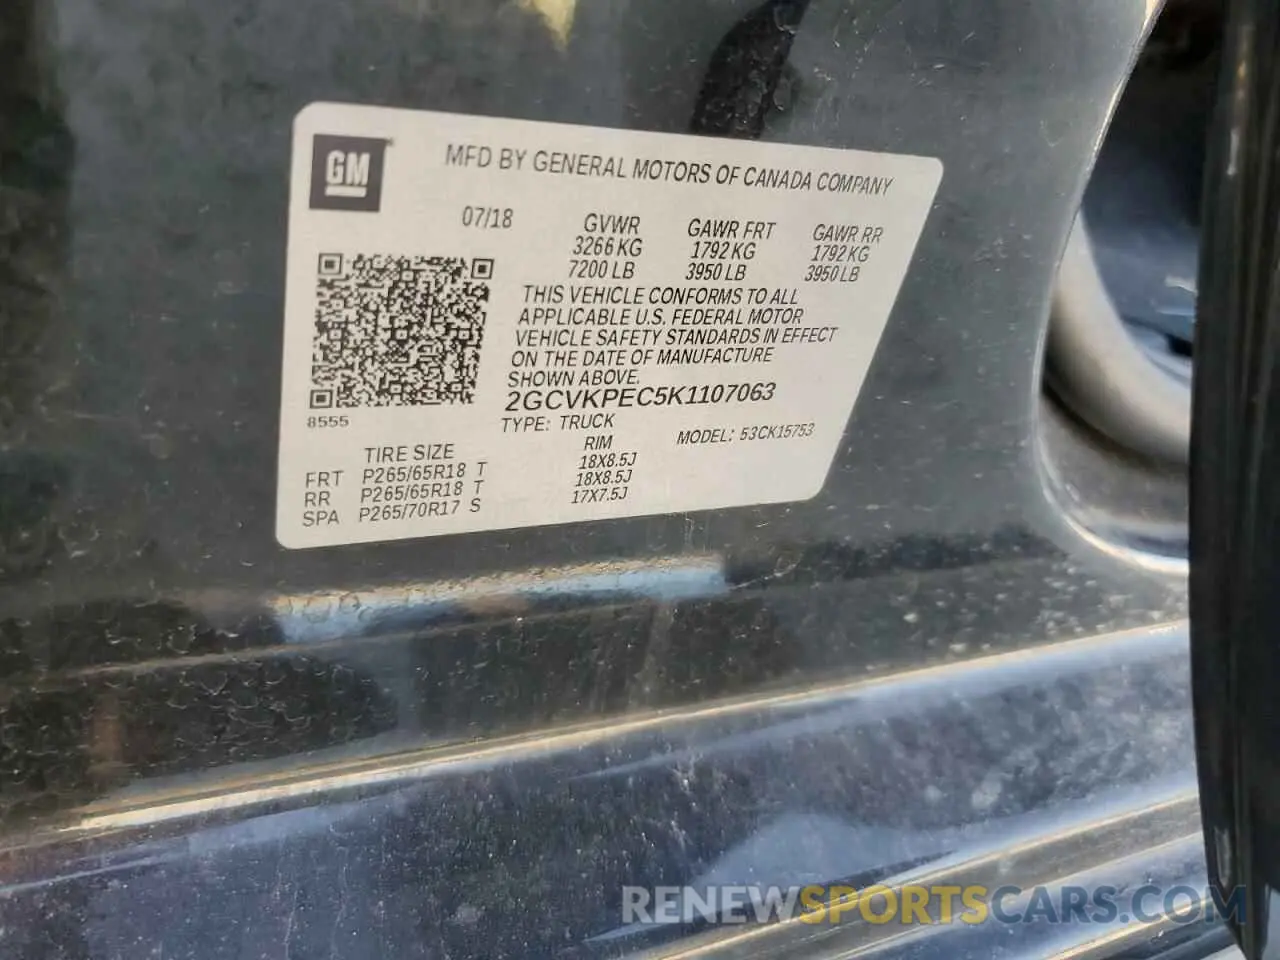 GM
MFD BY GENERAL MOTORS OF CANADA COMPANY
07/18
GVWR GAWR FRT GAWR RR
3266 KG 1792 KG 1792 KG
7200 LB 3950 LB 3950 LB
THIS VEHICLE CONFORMS TO ALL
APPLICABLE U.S. FEDERAL MOTOR
VEHICLE SAFETY STANDARDS IN EFFECT
ON THE DATE OF MANUFACTURE
SHOWN ABOVE.
2GCVKPEC5K1107063
8555
TYPE: TRUCK MODEL: 53CK15753
TIRE SIZE RIM
FRT P265/65R18 T 18X8.5J
RR P265/65R18 T 18X8.5J
SPA P265/70R17 S 17X7.5J
RENEWSPORTSCARS.COM